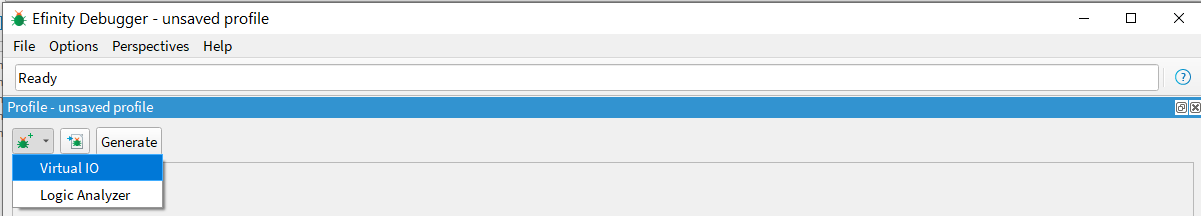 Efinity Debugger - unsaved profile
File Options Perspectives Help
Ready
Profile - unsaved profile
Generate
Virtual IO
Logic Analyzer